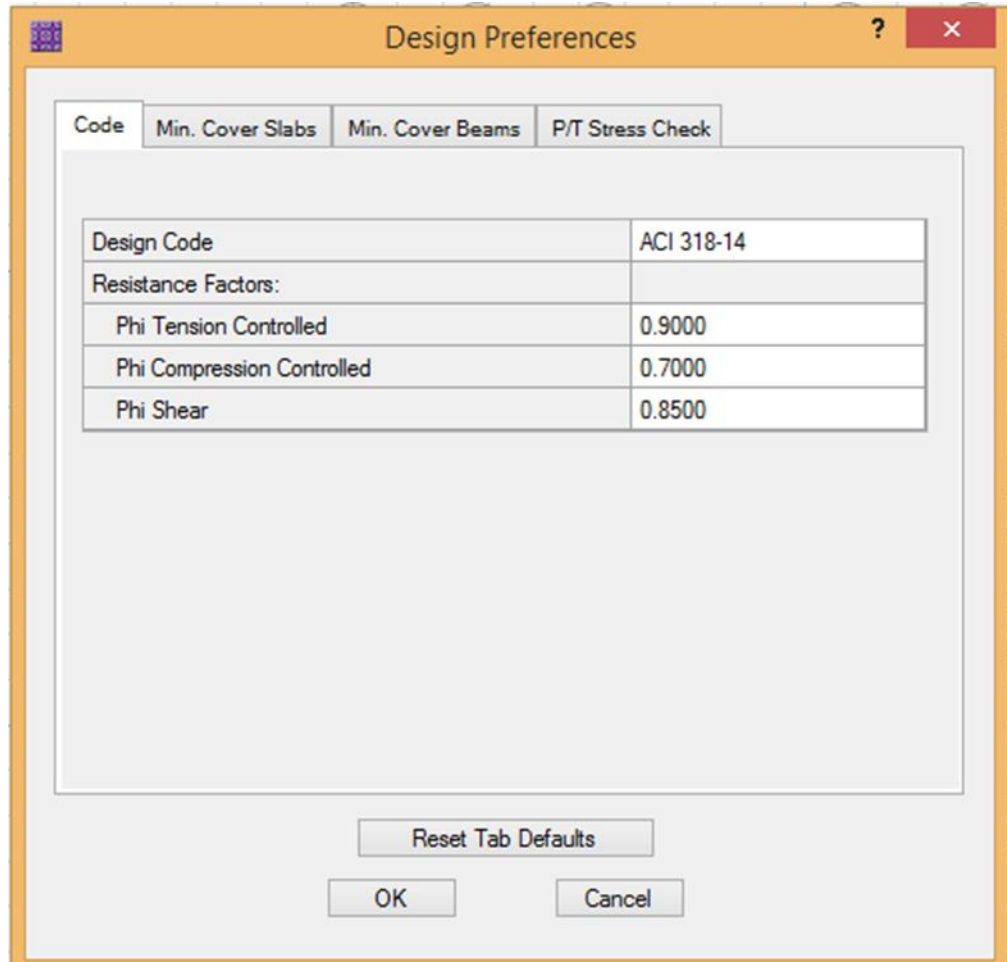 Design Preferences
?
Code Min. Cover Slabs Min. Cover Beams P/T Stress Check
Design Code ACI 318-14
Resistance Factors:
Phi Tension Controlled 0.9000
Phi Compression Controlled 0.7000
Phi Shear 0.8500
Reset Tab Defaults
OK Cancel